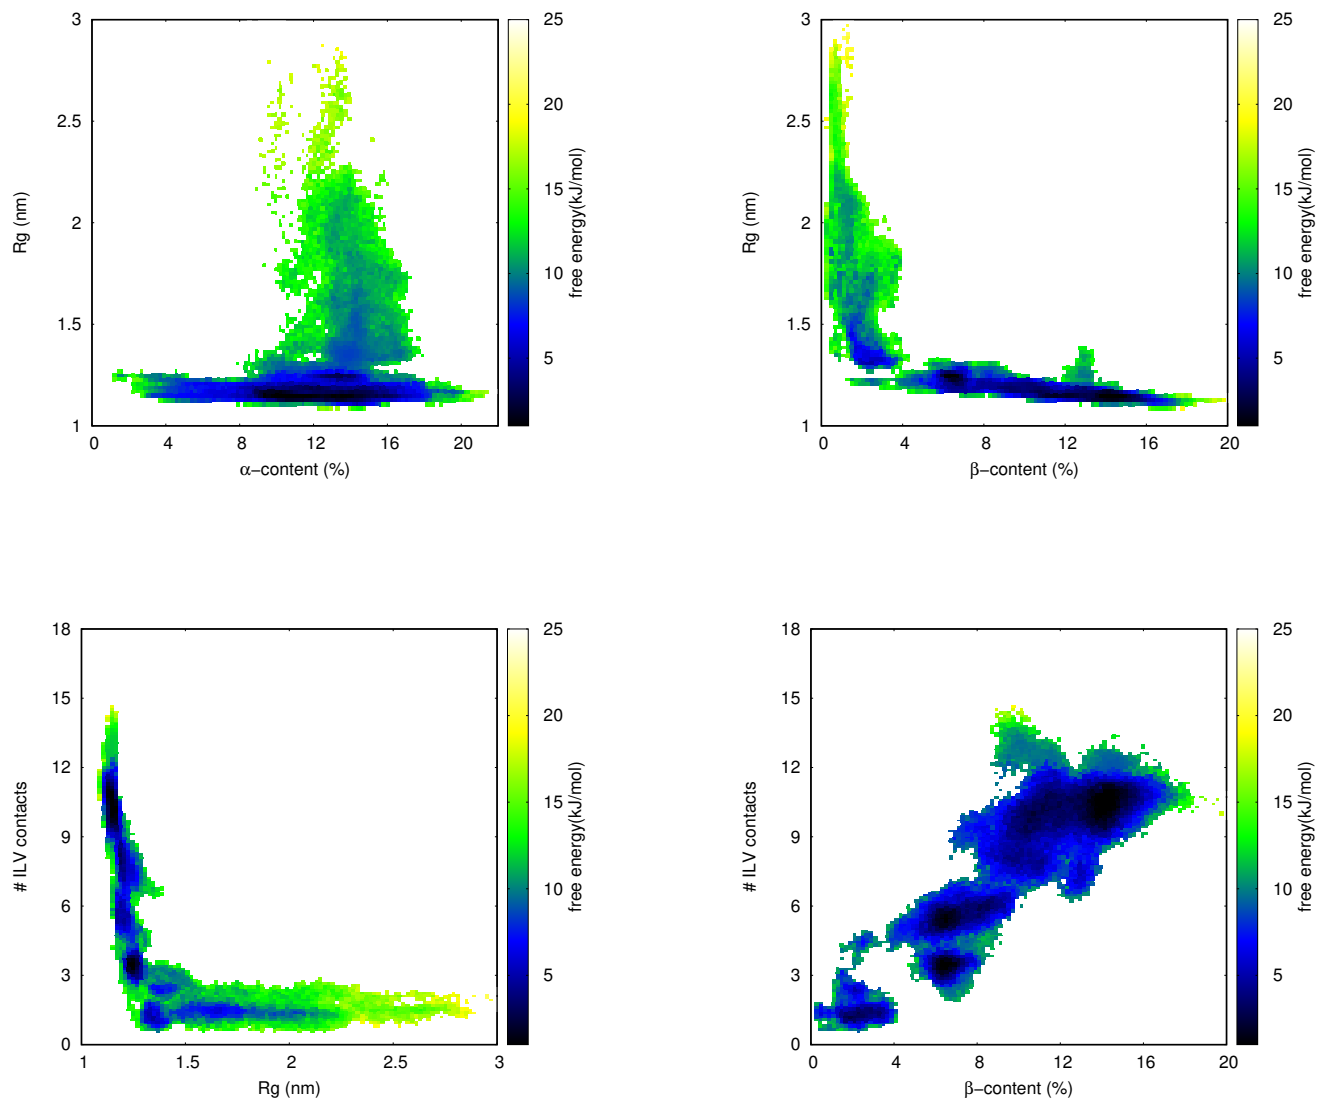 3
2.5
2
1.5
1
Rg (nm)
0 4 8 12 16 20
α−content (%)
25
20
15
10
5
free energy(kJ/mol)
3
2.5
2
1.5
1
Rg (nm)
0 4 8 12 16 20
β−content (%)
25
20
15
10
5
free energy(kJ/mol)
18
15
12
9
6
3
0
# ILV contacts
1 1.5 2 2.5 3
Rg (nm)
25
20
15
10
5
free energy(kJ/mol)
18
15
12
9
6
3
0
# ILV contacts
0 4 8 12 16 20
β−content (%)
25
20
15
10
5
free energy(kJ/mol)